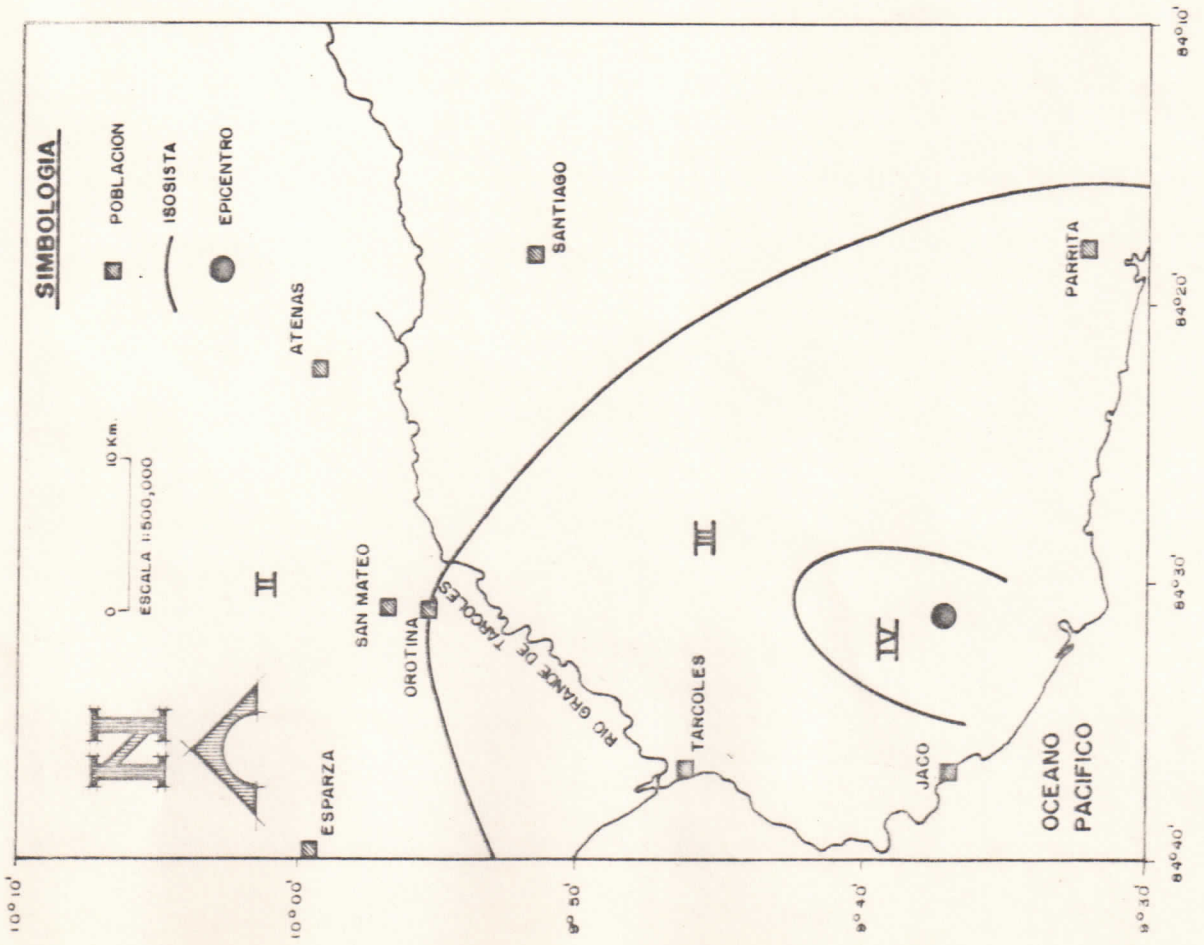 SIMBOLOGIA
POBLACION
ISOSISTA
EPICENTRO
0 10 Km.
ESCALA 1:500,000
N
ATENAS
II
SAN MATEO
OROTINA
ESPARZA
SANTIAGO
RIO GRANDE DE TARCOLES
TARCOLES
III
IV
JACO
PARRITA
OCEANO
PACIFICO
10° 10'
10° 00'
9° 50'
9° 40'
9° 30'
84° 40'
84° 30'
84° 20'
84° 10'